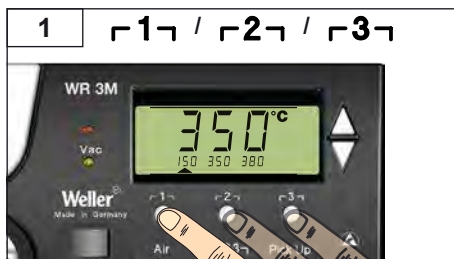 1 ┌1┐ / ┌2┐ / ┌3┐
WR 3M
350°C
Vac
150 350 380
Weller®
Made in Germany
┌1┐ ┌2┐ ┌3┐
Air Pick Up